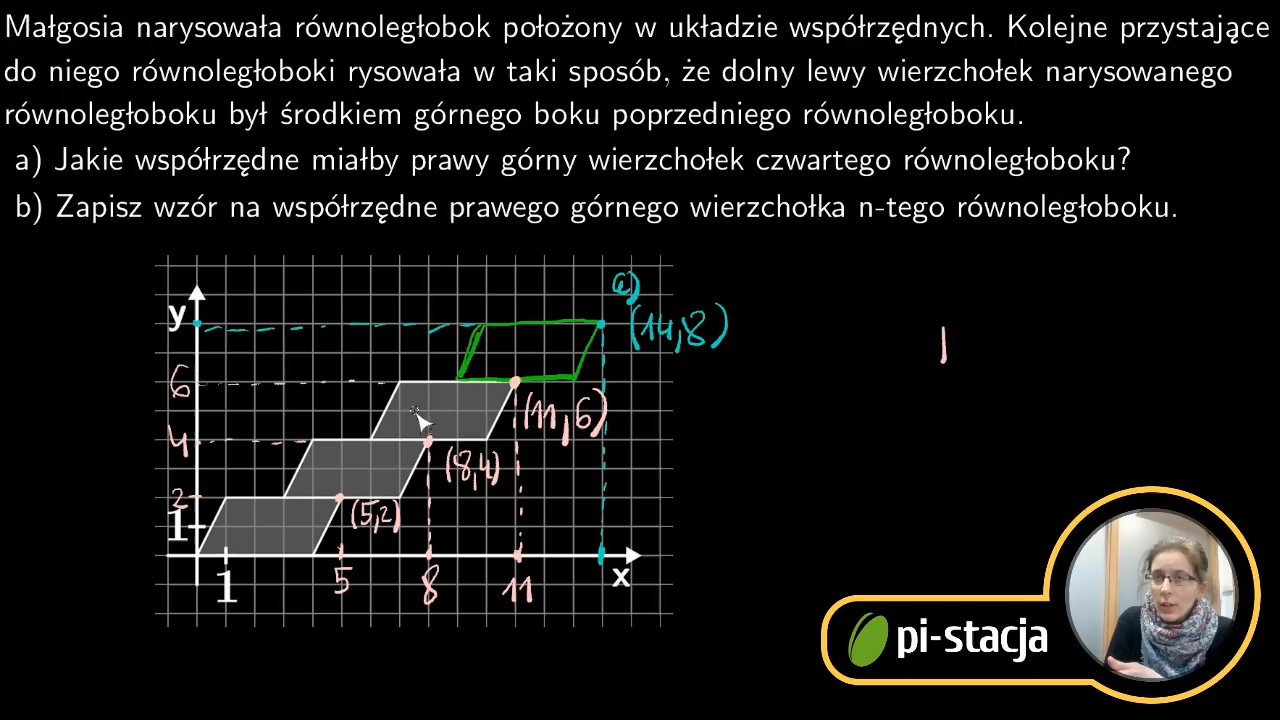 Małgosia narysowała równoległobok położony w układzie współrzędnych. Kolejne przystające
do niego równoległoboki rysowała w taki sposób, że dolny lewy wierzchołek narysowanego
równoległoboku był środkiem górnego boku poprzedniego równoległoboku.
a) Jakie współrzędne miałby prawy górny wierzchołek czwartego równoległoboku?
b) Zapisz wzór na współrzędne prawego górnego wierzchołka n-tego równoległoboku.
a)
y
(14,8)
6
(11,6)
4
(8,4)
2
(5,2)
1
x
1
5
8
11
pi-stacja